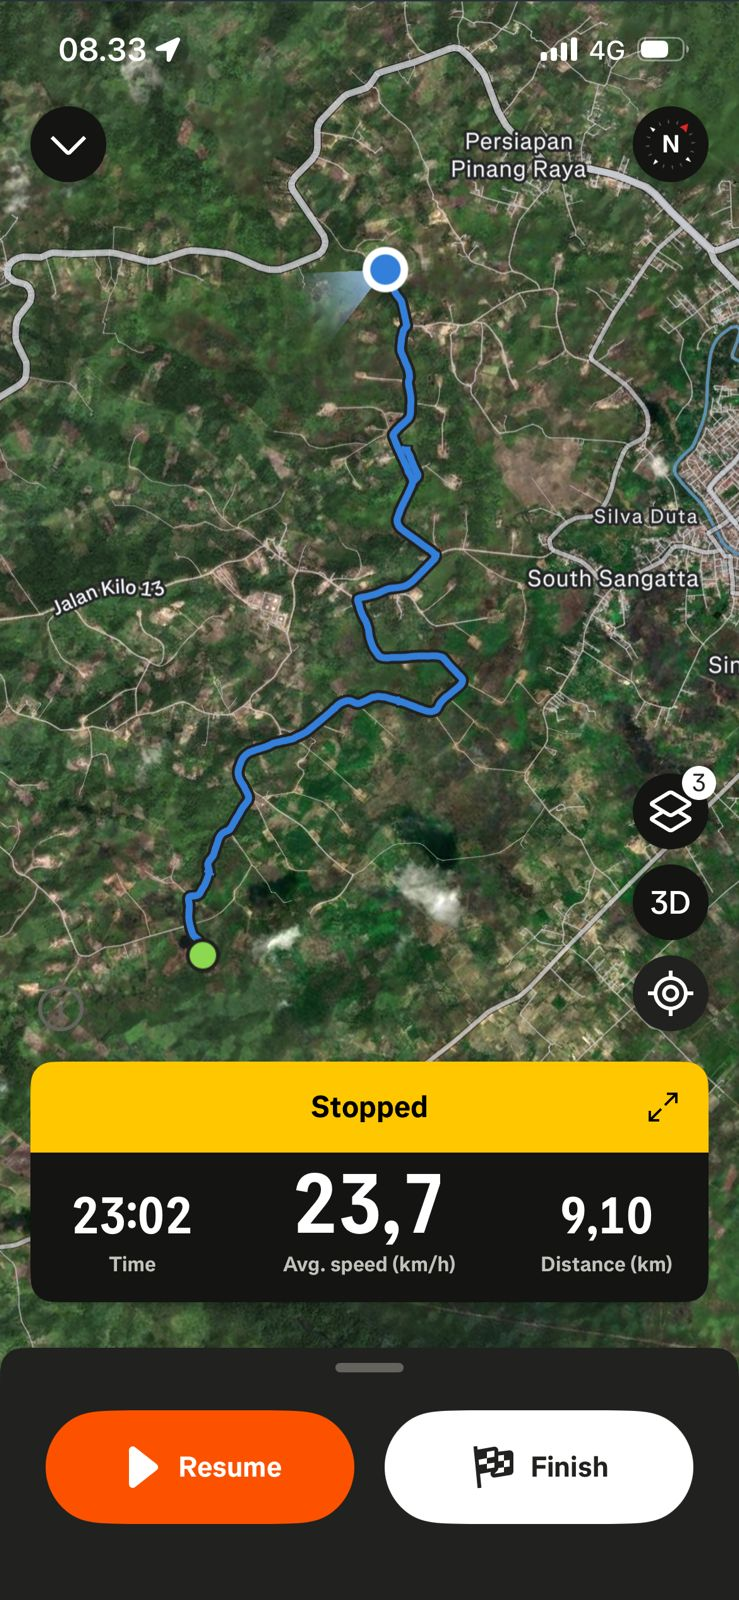 08.33
4G
Persiapan
Pinang Raya
N
Silva Duta
South Sangatta
Jalan Kilo 13
Sin
3
3D
Stopped
23:02
23,7
9,10
Time
Avg. speed (km/h)
Distance (km)
Resume
Finish